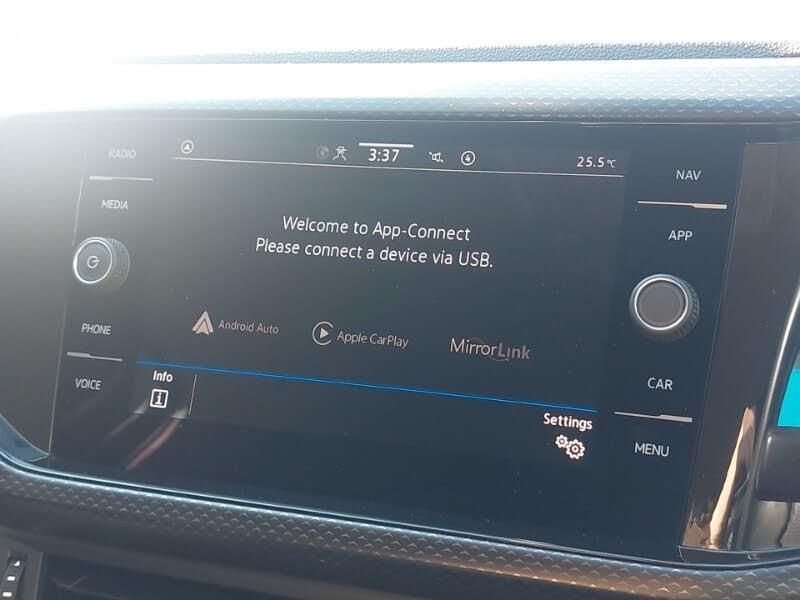 RADIO
MEDIA
PHONE
VOICE
3:37
4
25.5°C
Welcome to App-Connect
Please connect a device via USB.
Android Auto
Apple CarPlay
MirrorLink
Info
Settings
NAV
APP
CAR
MENU